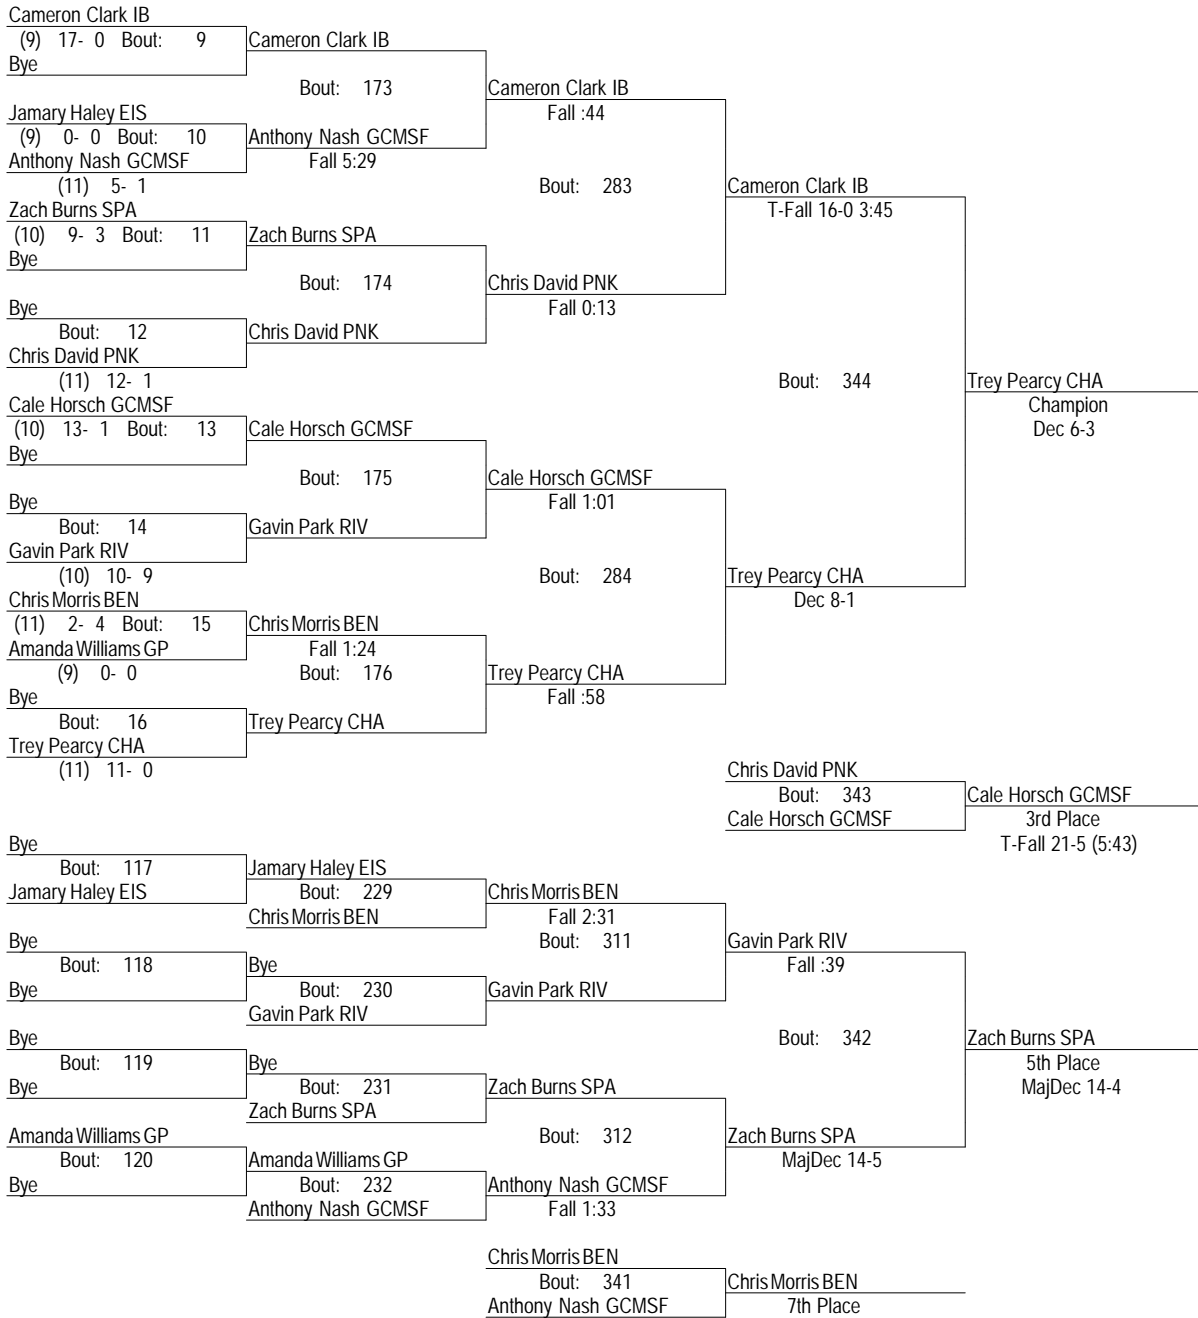 Cameron Clark IB
(9) 17- 0 Bout: 9 Cameron Clark IB
Bye
Bout: 173 Cameron Clark IB
Jamary Haley EIS Fall :44
(9) 0- 0 Bout: 10 Anthony Nash GCMSF
Anthony Nash GCMSF Fall 5:29
(11) 5- 1 Bout: 283 Cameron Clark IB
Zach Burns SPA T-Fall 16-0 3:45
(10) 9- 3 Bout: 11 Zach Burns SPA
Bye
Bout: 174 Chris David PNK
Bye Fall 0:13
Bout: 12 Chris David PNK
Chris David PNK
(11) 12- 1 Bout: 344 Trey Pearcy CHA
Cale Horsch GCMSF Champion
(10) 13- 1 Bout: 13 Cale Horsch GCMSF Dec 6-3
Bye
Bout: 175 Cale Horsch GCMSF
Bye Fall 1:01
Bout: 14 Gavin Park RIV
Gavin Park RIV
(10) 10- 9 Bout: 284 Trey Pearcy CHA
Chris Morris BEN Dec 8-1
(11) 2- 4 Bout: 15 Chris Morris BEN
Amanda Williams GP Fall 1:24
(9) 0- 0 Bout: 176 Trey Pearcy CHA
Bye Fall :58
Bout: 16 Trey Pearcy CHA
Trey Pearcy CHA
(11) 11- 0 Chris David PNK
Bout: 343 Cale Horsch GCMSF
Cale Horsch GCMSF 3rd Place
Bye T-Fall 21-5 (5:43)
Bout: 117 Jamary Haley EIS
Jamary Haley EIS Bout: 229 Chris Morris BEN
Chris Morris BEN Fall 2:31
Bye Bout: 311 Gavin Park RIV
Bout: 118 Bye Fall :39
Bye Bout: 230 Gavin Park RIV
Gavin Park RIV
Bye Bout: 342 Zach Burns SPA
Bout: 119 Bye 5th Place
Bye Bout: 231 Zach Burns SPA MajDec 14-4
Zach Burns SPA
Amanda Williams GP Bout: 312 Zach Burns SPA
Bout: 120 Amanda Williams GP MajDec 14-5
Bye Bout: 232 Anthony Nash GCMSF
Anthony Nash GCMSF Fall 1:33
Chris Morris BEN
Bout: 341 Chris Morris BEN
Anthony Nash GCMSF 7th Place